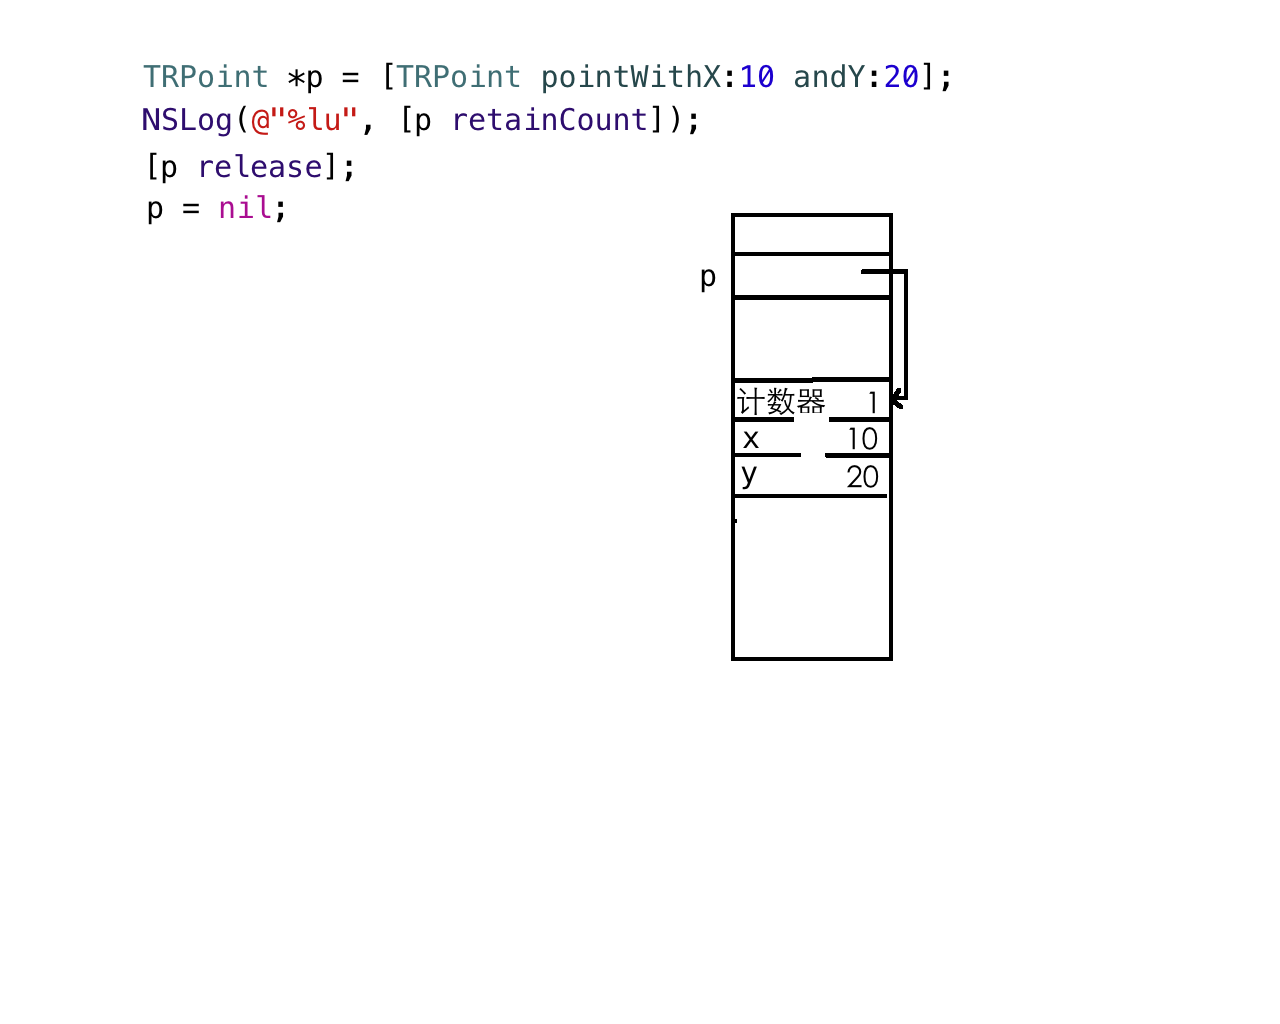 TRPoint *p = [TRPoint pointWithX:10 andY:20];
NSLog(@"%lu", [p retainCount]);
[p release];
p = nil;
p
计数器 1
x 10
y 20